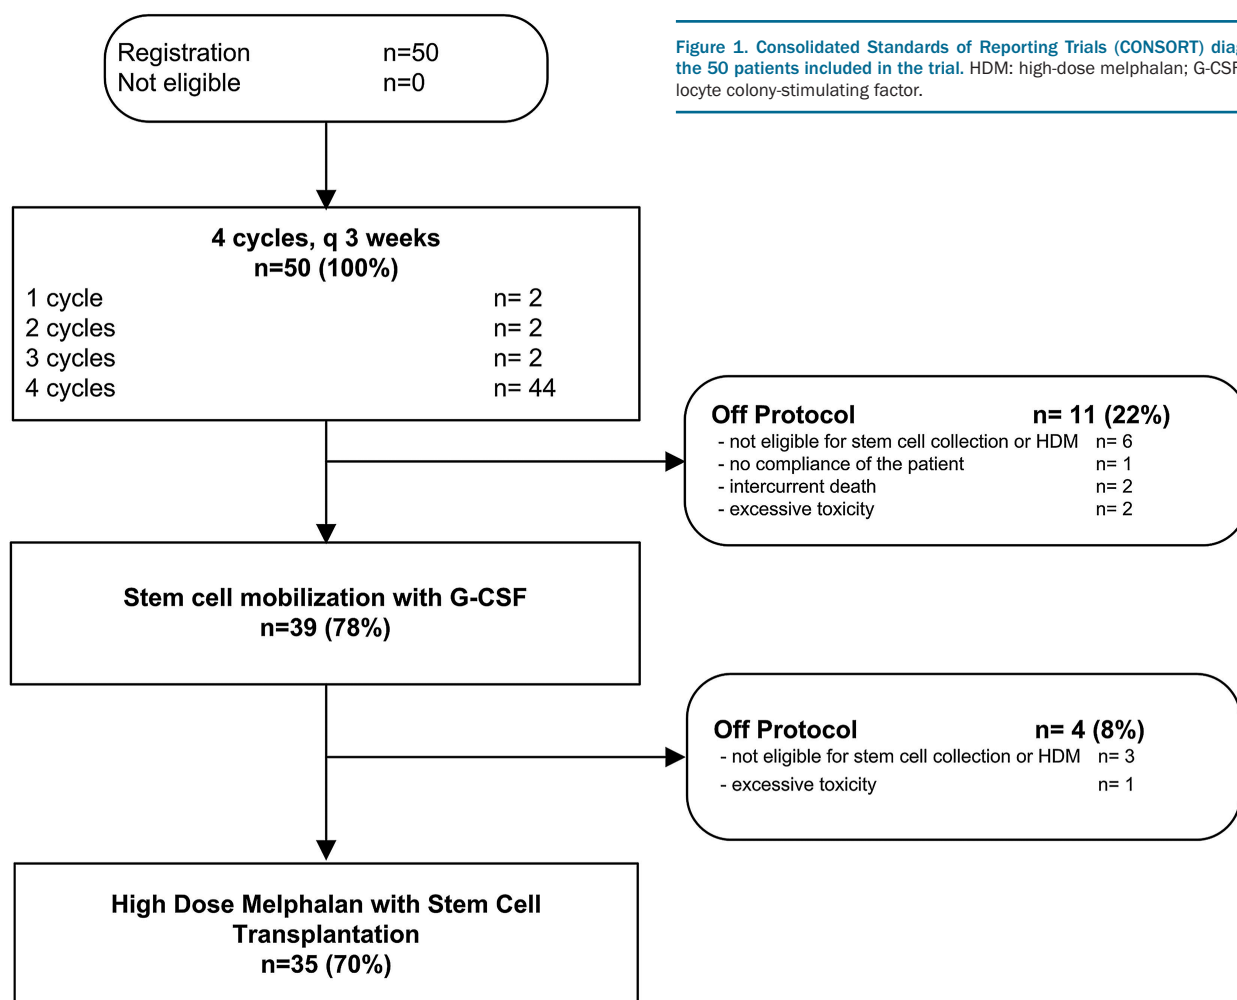 Registration n=50
Not eligible n=0
Figure 1. Consolidated Standards of Reporting Trials (CONSORT)
the 50 patients included in the trial. HDM: high-dose melphalan;
locyte colony-stimulating factor.
4 cycles, q 3 weeks
n=50 (100%)
1 cycle n= 2
2 cycles n= 2
3 cycles n= 2
4 cycles n= 44
Off Protocol n= 11 (22%)
- not eligible for stem cell collection or HDM n= 6
- no compliance of the patient n= 1
- intercurrent death n= 2
- excessive toxicity n= 2
Stem cell mobilization with G-CSF
n=39 (78%)
Off Protocol n= 4 (8%)
- not eligible for stem cell collection or HDM n= 3
- excessive toxicity n= 1
High Dose Melphalan with Stem Cell
Transplantation
n=35 (70%)